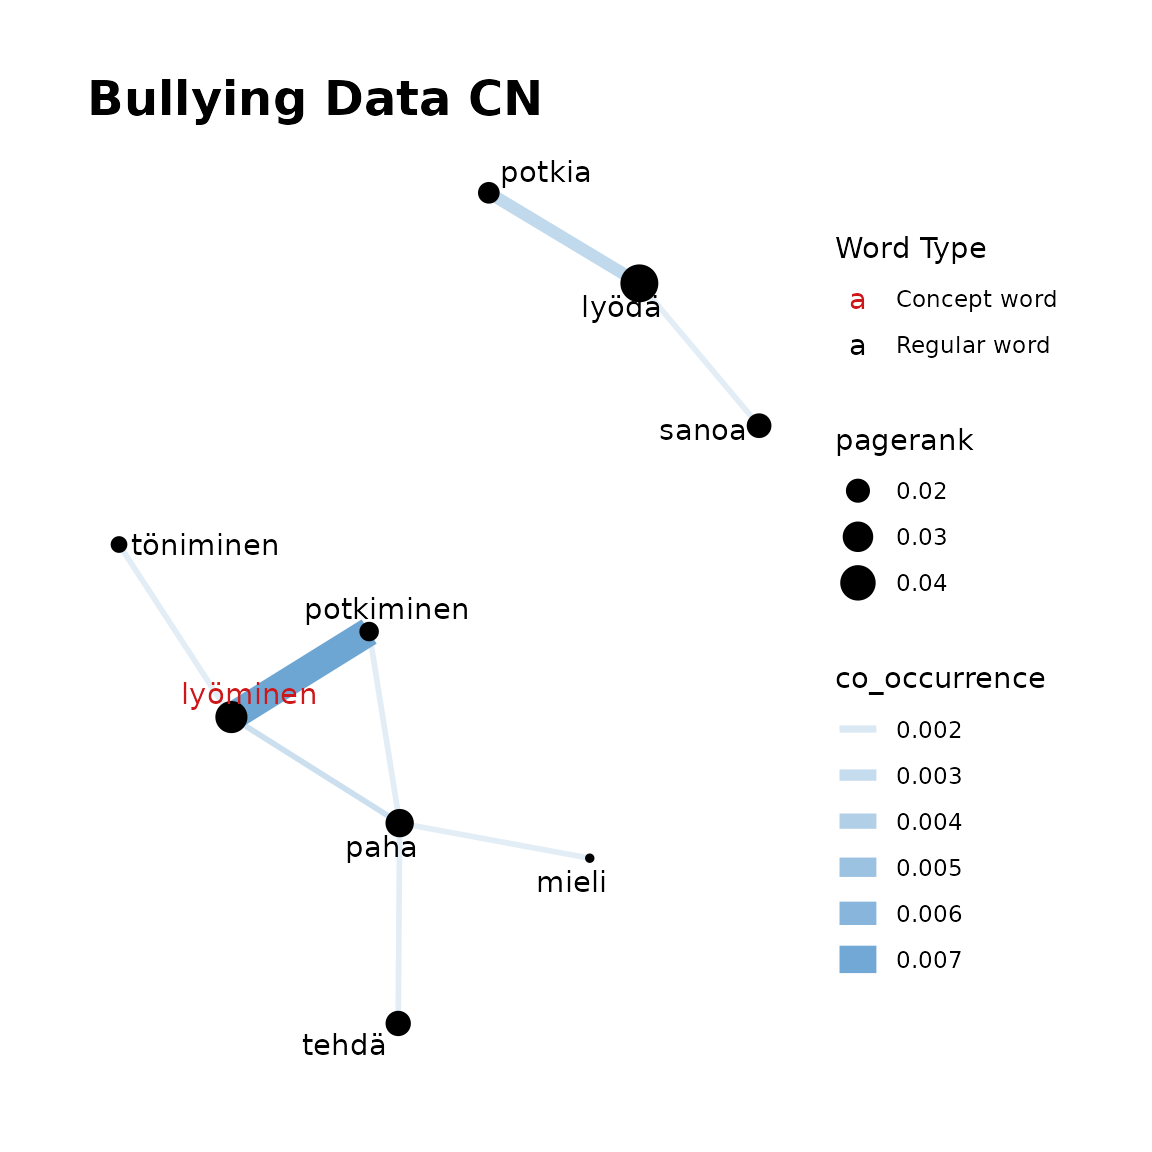 Bullying Data CN
potkia
lyödä
sanoa
töniminen
potkiminen
lyöminen
paha
mieli
tehdä
Word Type
a Concept word
a Regular word
pagerank
0.02
0.03
0.04
co_occurrence
0.002
0.003
0.004
0.005
0.006
0.007